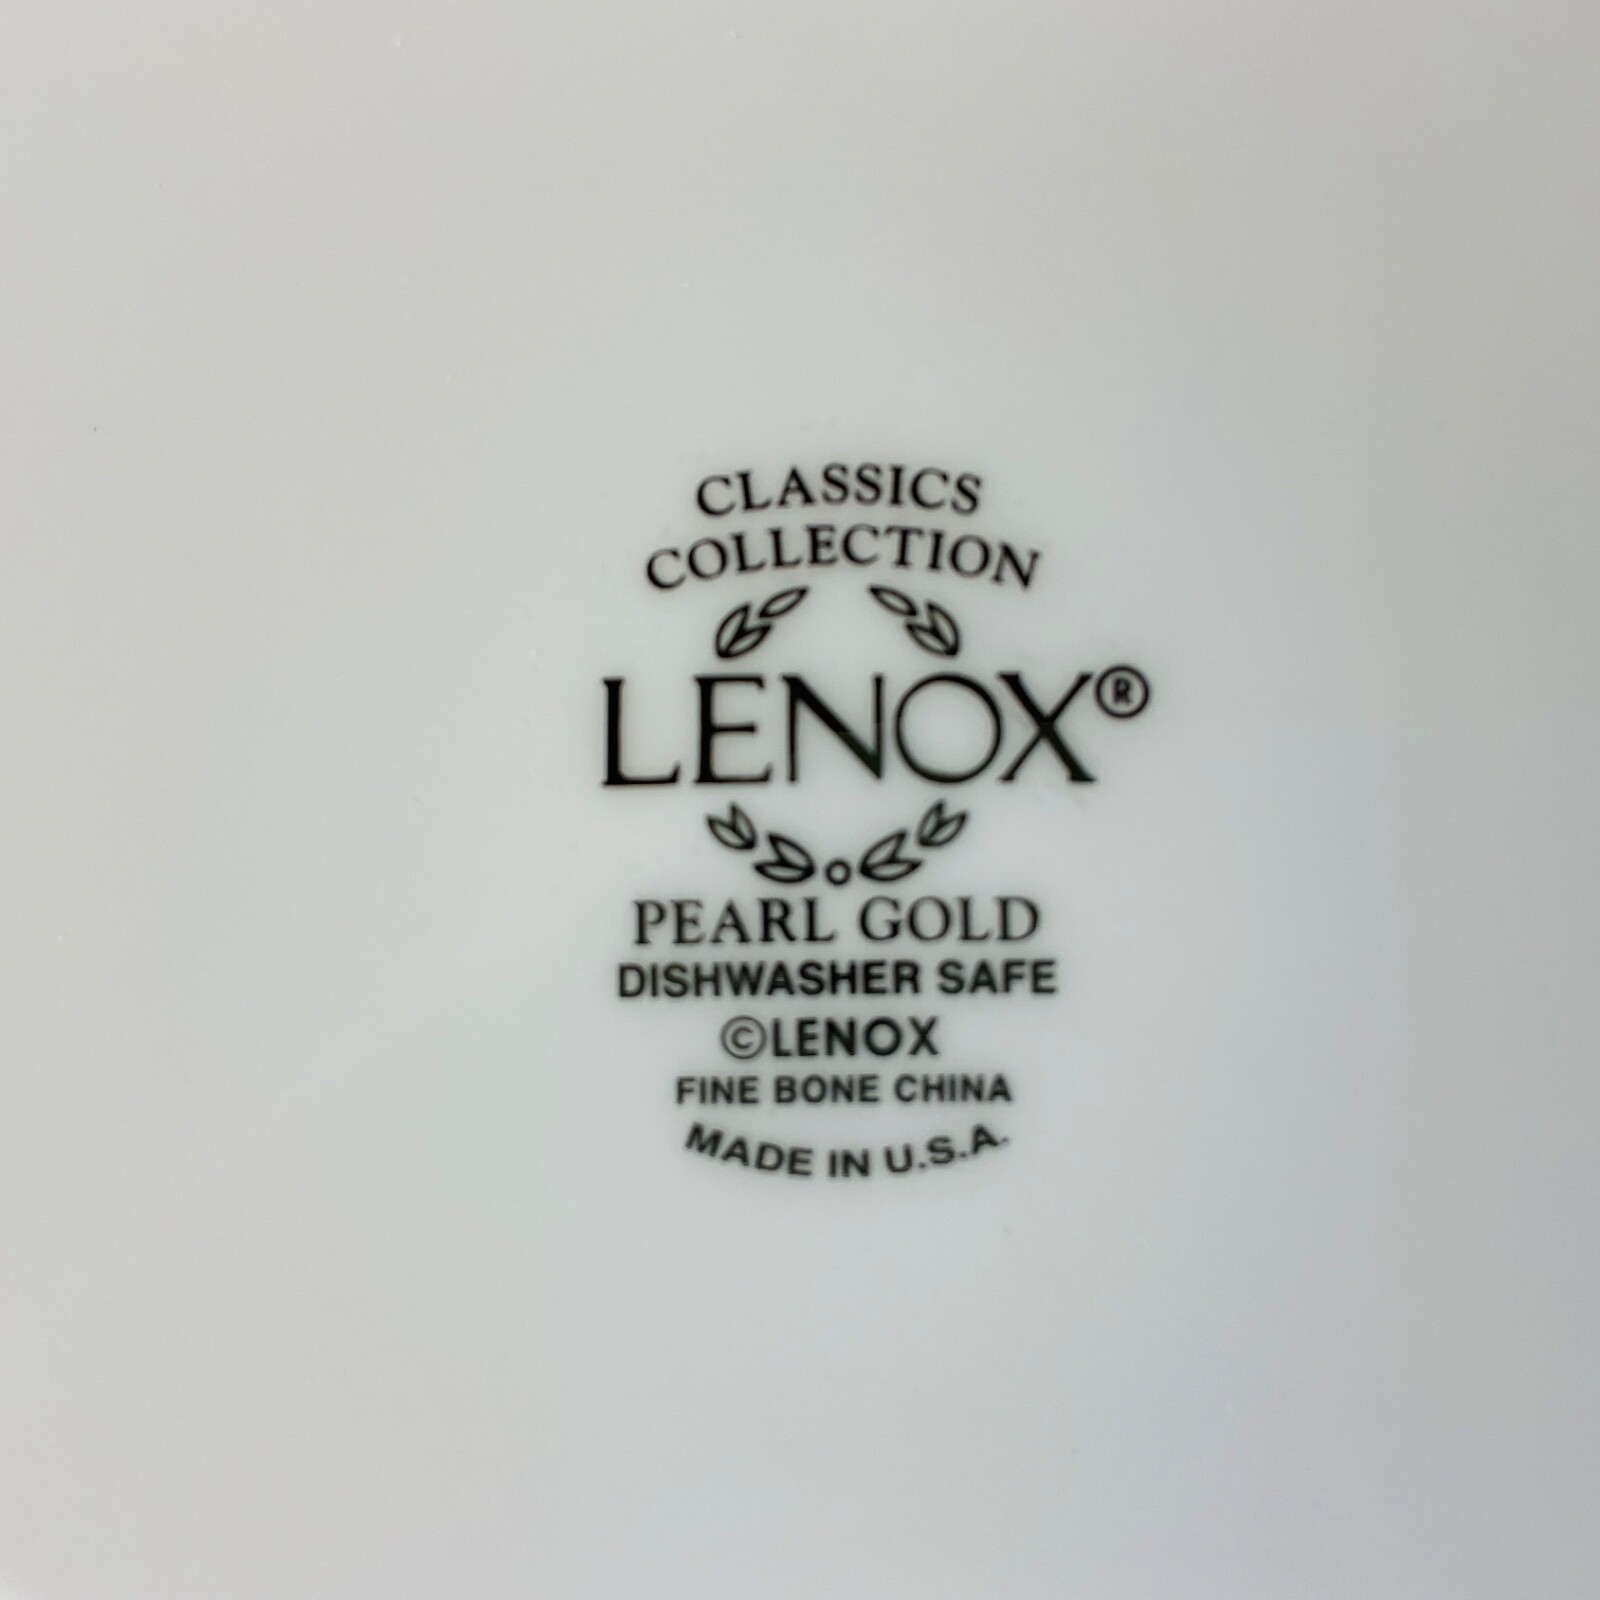 CLASSICS
COLLECTION
LENOX®
PEARL GOLD
DISHWASHER SAFE
©LENOX
FINE BONE CHINA
MADE IN U.S.A.